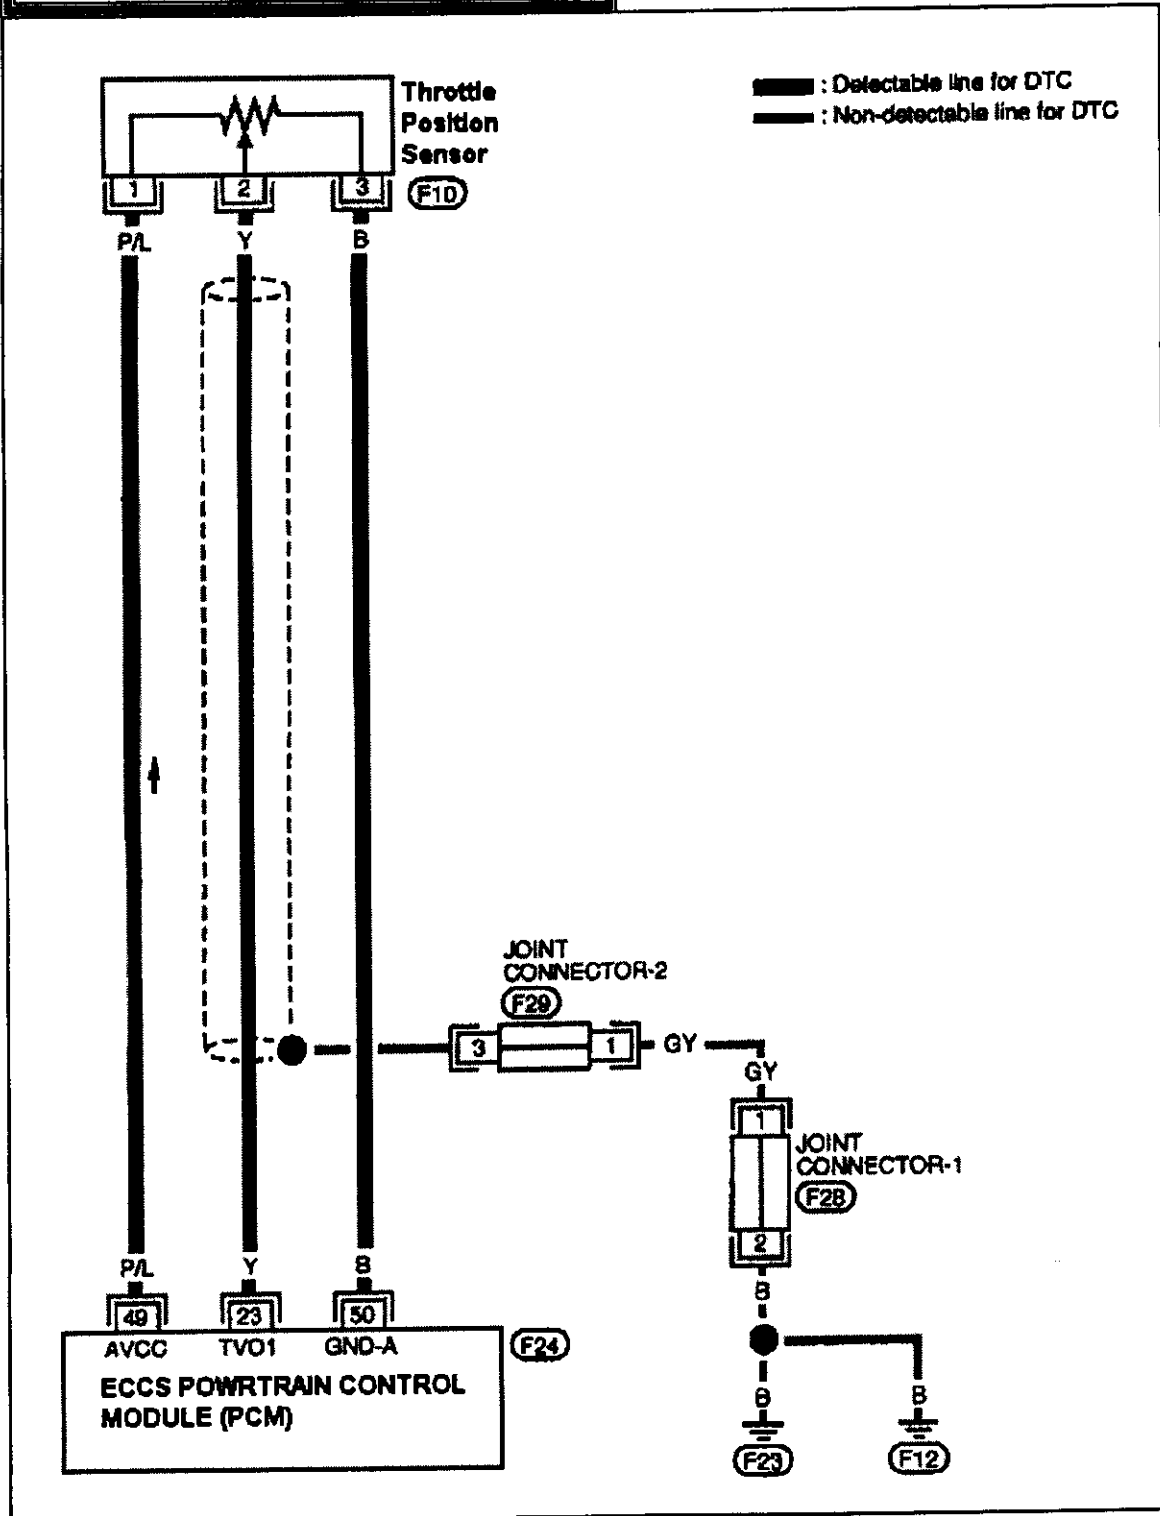 : Detectable line for DTC
: Non-detectable line for DTC
Throttle
Position
Sensor
F10
1 2 3
P/L Y B
JOINT
CONNECTOR-2
F29
3 1 GY
GY
1
JOINT
CONNECTOR-1
F28
2
B
P/L Y B
49 23 50
AVCC TVO1 GND-A
F24
ECCS POWRTRAIN CONTROL
MODULE (PCM)
B B
F23 F12